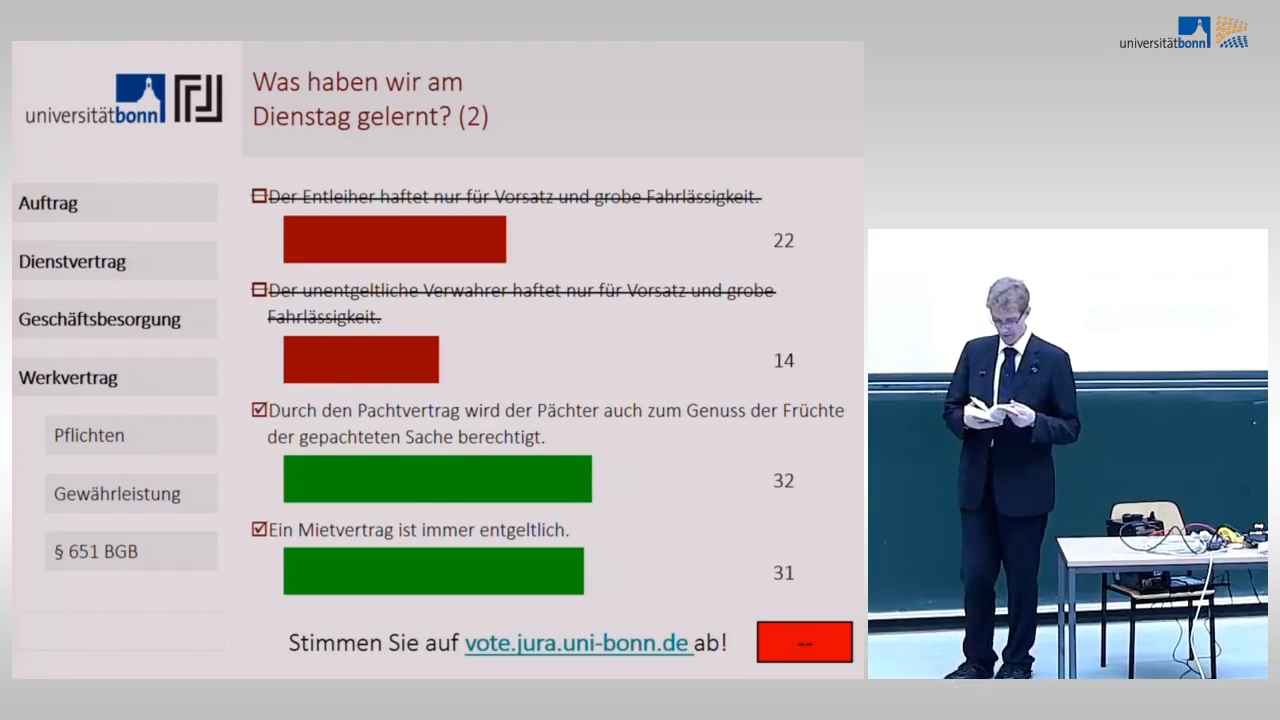 universitätbonn
Was haben wir am
Dienstag gelernt? (2)
universitätbonn
Auftrag
Dienstvertrag
Geschäftsbesorgung
Werkvertrag
Pflichten
Gewährleistung
§ 651 BGB
Der Entleiher haftet nur für Vorsatz und grobe Fahrlässigkeit.
22
Der unentgeltliche Verwahrer haftet nur für Vorsatz und grobe
Fahrlässigkeit.
14
Durch den Pachtvertrag wird der Pächter auch zum Genuss der Früchte
der gepachteten Sache berechtigt.
32
Ein Mietvertrag ist immer entgeltlich.
31
Stimmen Sie auf vote.jura.uni-bonn.de ab!
--